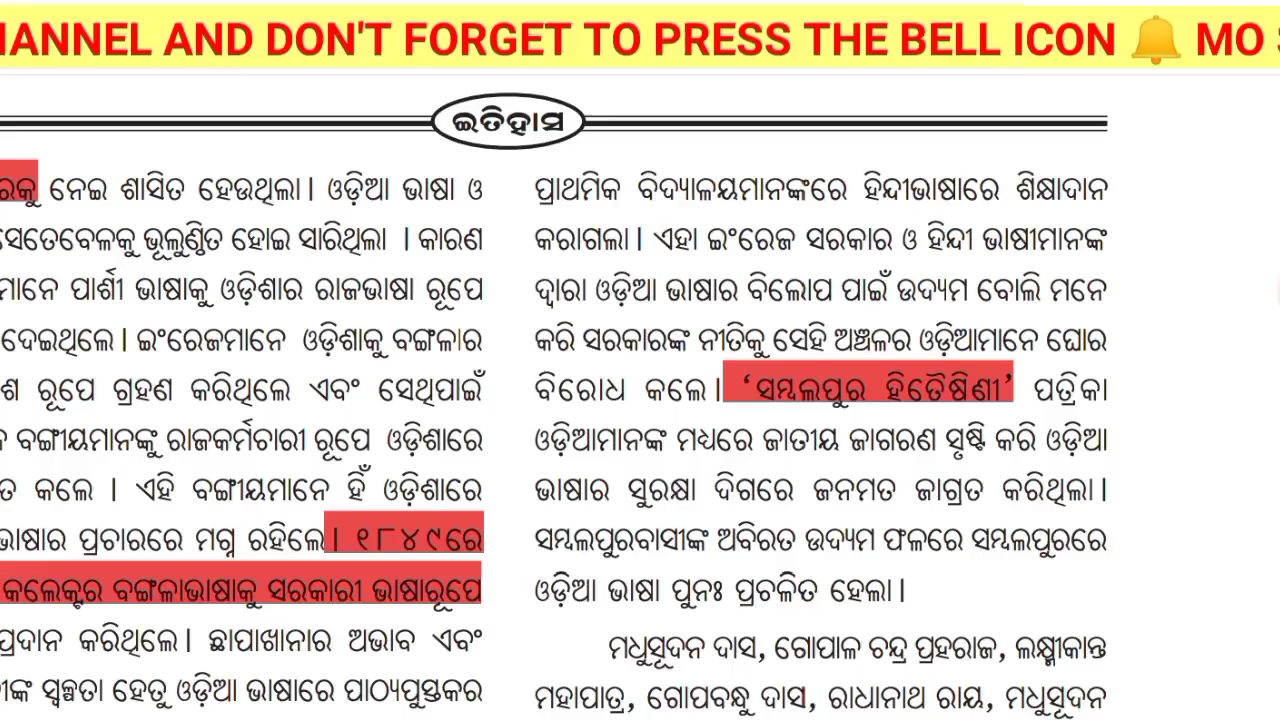 HANNEL AND DON'T FORGET TO PRESS THE BELL ICON 🔔 MO
ଇତିହାସ
ନେଇ ଶାସିତ ହେଉଥିଲା। ଓଡ଼ିଆ ଭାଷା ଓ
ସେତେବେଳକୁ ଭୂଲୁଣ୍ଠିତ ହୋଇ ସାରିଥିଲା । କାରଣ
ମାନେ ପାର୍ଶୀ ଭାଷାକୁ ଓଡ଼ିଶାର ରାଜଭାଷା ରୂପେ
ଦେଇଥିଲେ। ଇଂରେଜମାନେ ଓଡ଼ିଶାକୁ ବଙ୍ଗଳାର
ଶ ରୂପେ ଗ୍ରହଣ କରିଥିଲେ ଏବଂ ସେଥିପାଇଁ
ବଙ୍ଗୀୟମାନଙ୍କୁ ରାଜକର୍ମଚାରୀ ରୂପେ ଓଡ଼ିଶାରେ
ତ କଲେ । ଏହି ବଙ୍ଗୀୟମାନେ ହିଁ ଓଡ଼ିଶାରେ
ଭାଷାର ପ୍ରଚାରରେ ମଗ୍ନ ରହିଲେ। ୧୮୪୯ରେ
କଲେକ୍ଟର ବଙ୍ଗଳାଭାଷାକୁ ସରକାରୀ ଭାଷାରୂପେ
ପ୍ରଦାନ କରିଥିଲେ। ଛାପାଖାନାର ଅଭାବ ଏବଂ
ସ୍ୱଳ୍ପତା ହେତୁ ଓଡ଼ିଆ ଭାଷାରେ ପାଠ୍ୟପୁସ୍ତକର
ପ୍ରାଥମିକ ବିଦ୍ୟାଳୟମାନଙ୍କରେ ହିନ୍ଦୀଭାଷାରେ ଶିକ୍ଷାଦାନ
କରାଗଲା। ଏହା ଇଂରେଜ ସରକାର ଓ ହିନ୍ଦୀ ଭାଷୀମାନଙ୍କ
ଦ୍ୱାରା ଓଡ଼ିଆ ଭାଷାର ବିଲୋପ ପାଇଁ ଉଦ୍ୟମ ବୋଲି ମନେ
କରି ସରକାରଙ୍କ ନୀତିକୁ ସେହି ଅଞ୍ଚଳର ଓଡ଼ିଆମାନେ ଘୋର
ବିରୋଧ କଲେ। ‘ସମ୍ବଲପୁର ହିତୈଷିଣୀ’ ପତ୍ରିକା
ଓଡ଼ିଆମାନଙ୍କ ମଧ୍ୟରେ ଜାତୀୟ ଜାଗରଣ ସୃଷ୍ଟି କରି ଓଡ଼ିଆ
ଭାଷାର ସୁରକ୍ଷା ଦିଗରେ ଜନମତ ଜାଗ୍ରତ କରିଥିଲା।
ସମ୍ବଲପୁରବାସୀଙ୍କ ଅବିରତ ଉଦ୍ୟମ ଫଳରେ ସମ୍ବଲପୁରରେ
ଓଡ଼ିଆ ଭାଷା ପୁନଃ ପ୍ରଚଳିତ ହେଲା।
ମଧୁସୂଦନ ଦାସ, ଗୋପାଳ ଚନ୍ଦ୍ର ପ୍ରହରାଜ, ଲକ୍ଷ୍ମୀକାନ୍ତ
ମହାପାତ୍ର, ଗୋପବନ୍ଧୁ ଦାସ, ରାଧାନାଥ ରାୟ, ମଧୁସୂଦନ